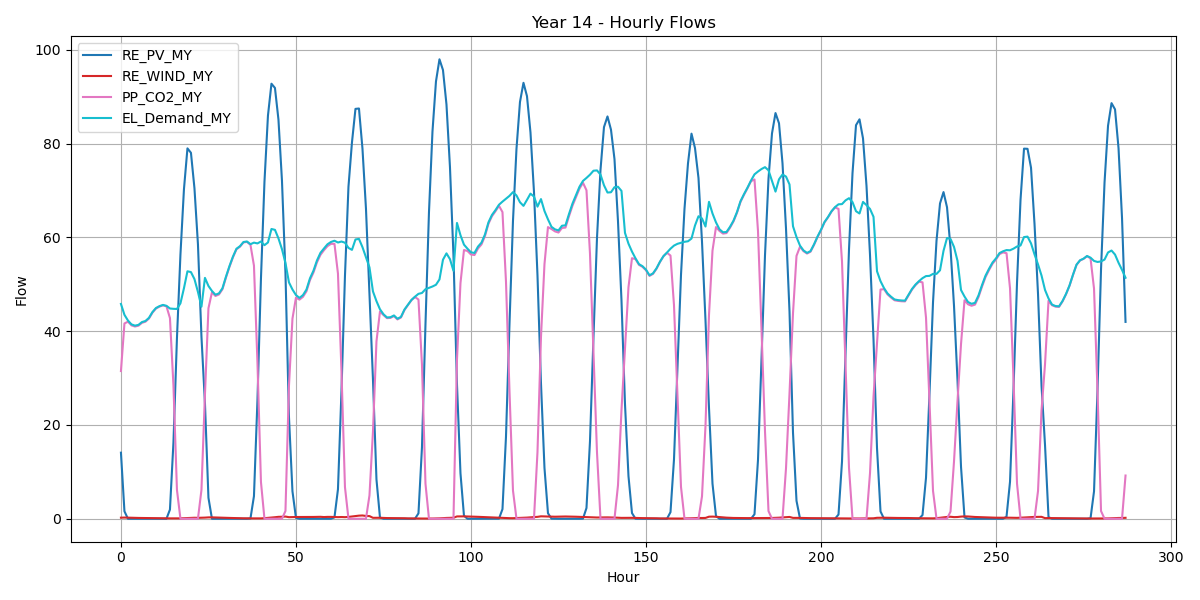 Year 14 - Hourly Flows
RE_PV_MY
RE_WIND_MY
PP_CO2_MY
EL_Demand_MY
Flow
100
80
60
40
20
0
0 50 100 150 200 250 300
Hour